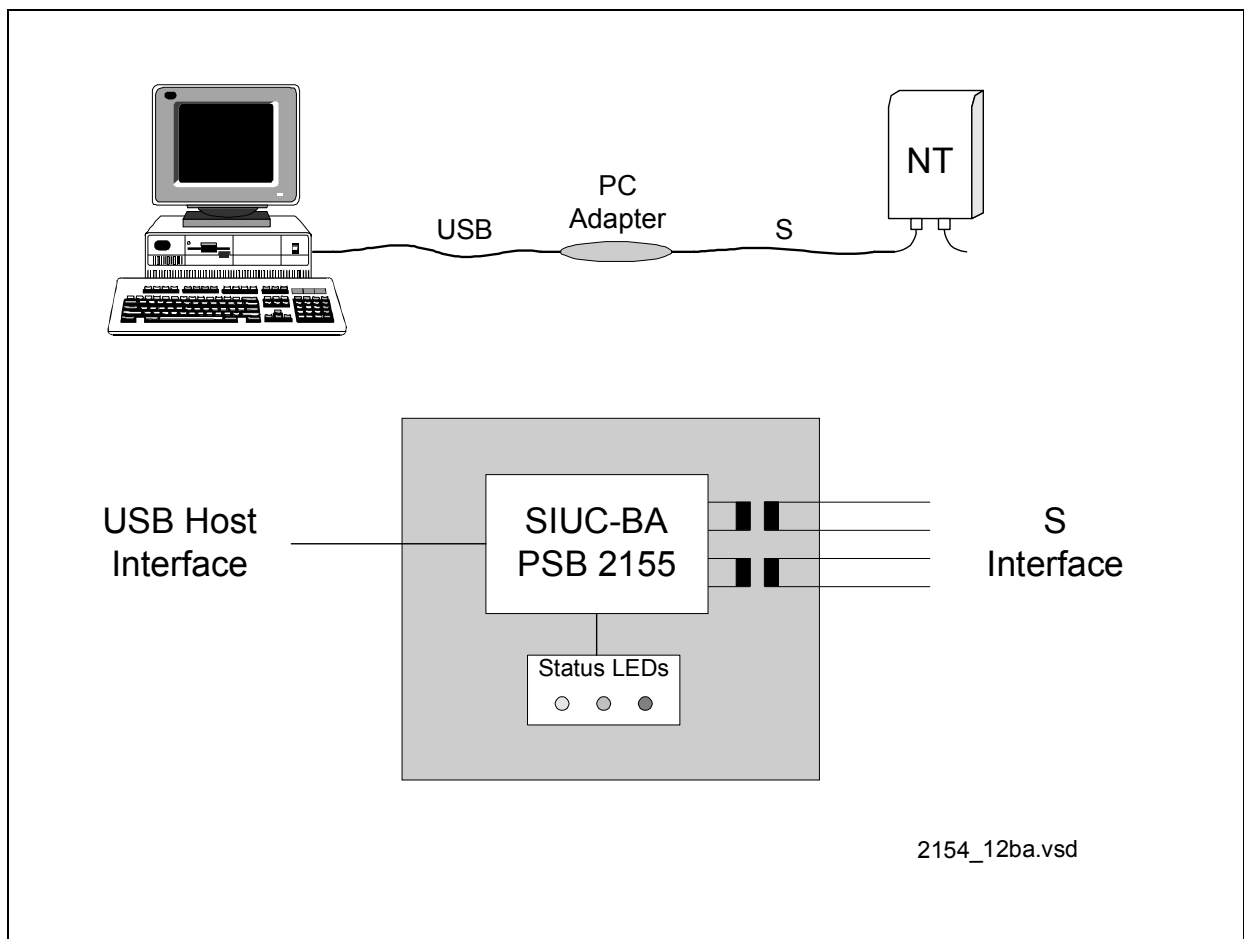 NT
PC
Adapter
USB
S
USB Host
Interface
SIUC-BA
PSB 2155
S
Interface
Status LEDs
2154_12ba.vsd